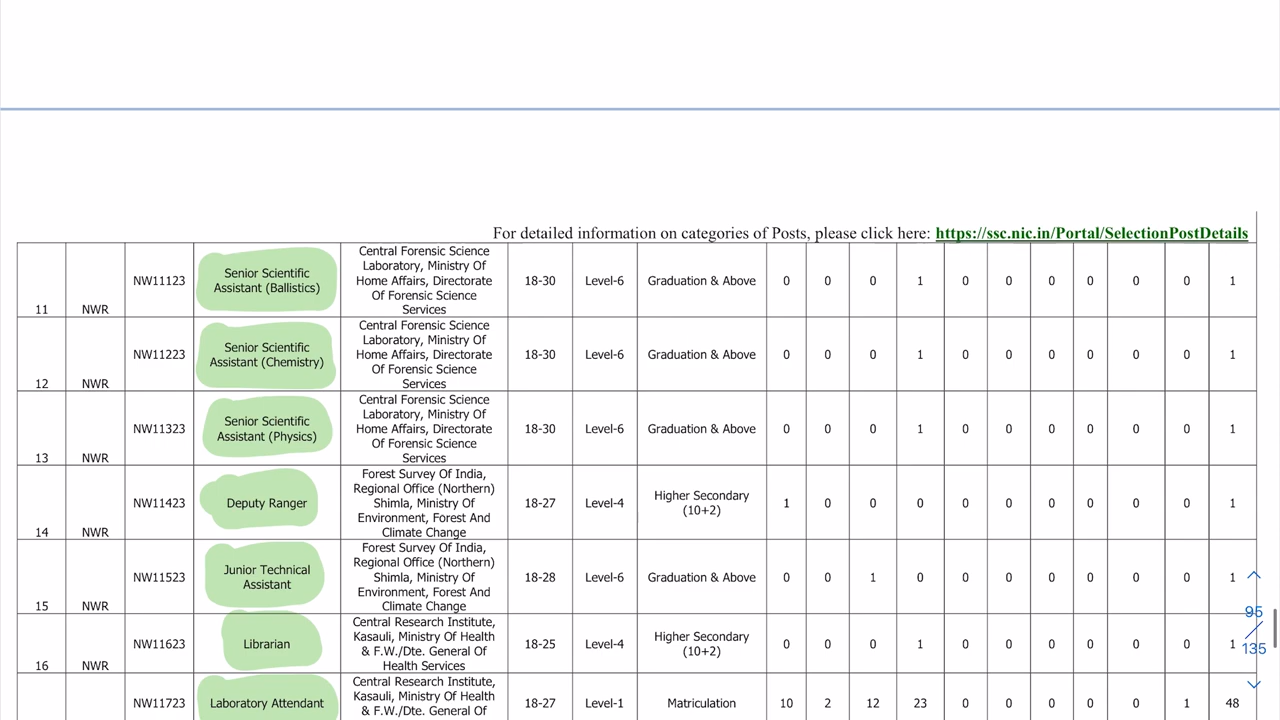 For detailed information on categories of Posts, please click here: https://ssc.nic.in/Portal/SelectionPostDetails
11 NWR NW11123 Senior Scientific Assistant (Ballistics) Central Forensic Science Laboratory, Ministry Of Home Affairs, Directorate Of Forensic Science Services 18-30 Level-6 Graduation & Above 0 0 0 1 0 0 0 0 0 0 1
12 NWR NW11223 Senior Scientific Assistant (Chemistry) Central Forensic Science Laboratory, Ministry Of Home Affairs, Directorate Of Forensic Science Services 18-30 Level-6 Graduation & Above 0 0 0 1 0 0 0 0 0 0 1
13 NWR NW11323 Senior Scientific Assistant (Physics) Central Forensic Science Laboratory, Ministry Of Home Affairs, Directorate Of Forensic Science Services 18-30 Level-6 Graduation & Above 0 0 0 1 0 0 0 0 0 0 1
14 NWR NW11423 Deputy Ranger Forest Survey Of India, Regional Office (Northern) Shimla, Ministry Of Environment, Forest And Climate Change 18-27 Level-4 Higher Secondary (10+2) 1 0 0 0 0 0 0 0 0 0 1
15 NWR NW11523 Junior Technical Assistant Forest Survey Of India, Regional Office (Northern) Shimla, Ministry Of Environment, Forest And Climate Change 18-28 Level-6 Graduation & Above 0 0 1 0 0 0 0 0 0 0 1
16 NWR NW11623 Librarian Central Research Institute, Kasauli, Ministry Of Health & F.W./Dte. General Of Health Services 18-25 Level-4 Higher Secondary (10+2) 0 0 0 1 0 0 0 0 0 0 1
NW11723 Laboratory Attendant Central Research Institute, Kasauli, Ministry Of Health & F.W./Dte. General Of 18-27 Level-1 Matriculation 10 2 12 23 0 0 0 0 0 1 48
95
135